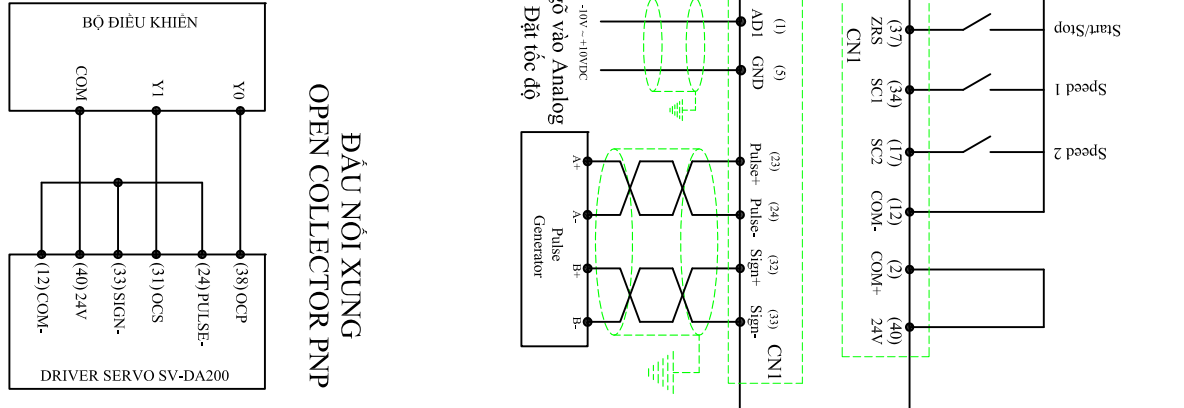 BỘ ĐIỀU KHIỂN
COM
Y1
Y0
(12)COM-
(40)24V
(33)SIGN-
(31)OCS
(24)PULSE-
(38)OCP
DRIVER SERVO SV-DA200
ĐẤU NỐI XUNG
OPEN COLLECTOR PNP
gõ vào Analog
Đặt tốc độ
-10V ~ +10VDC
(1)
AD1
(5)
GND
Pulse
Generator
A+
A-
B+
B-
(23)
Pulse+
(24)
Pulse-
(32)
Sign+
(33)
Sign-
CN1
CN1
(37)
ZRS
(34)
SC1
(17)
SC2
(12)
COM-
(2)
COM+
(40)
24V
Start/Stop
Speed 1
Speed 2